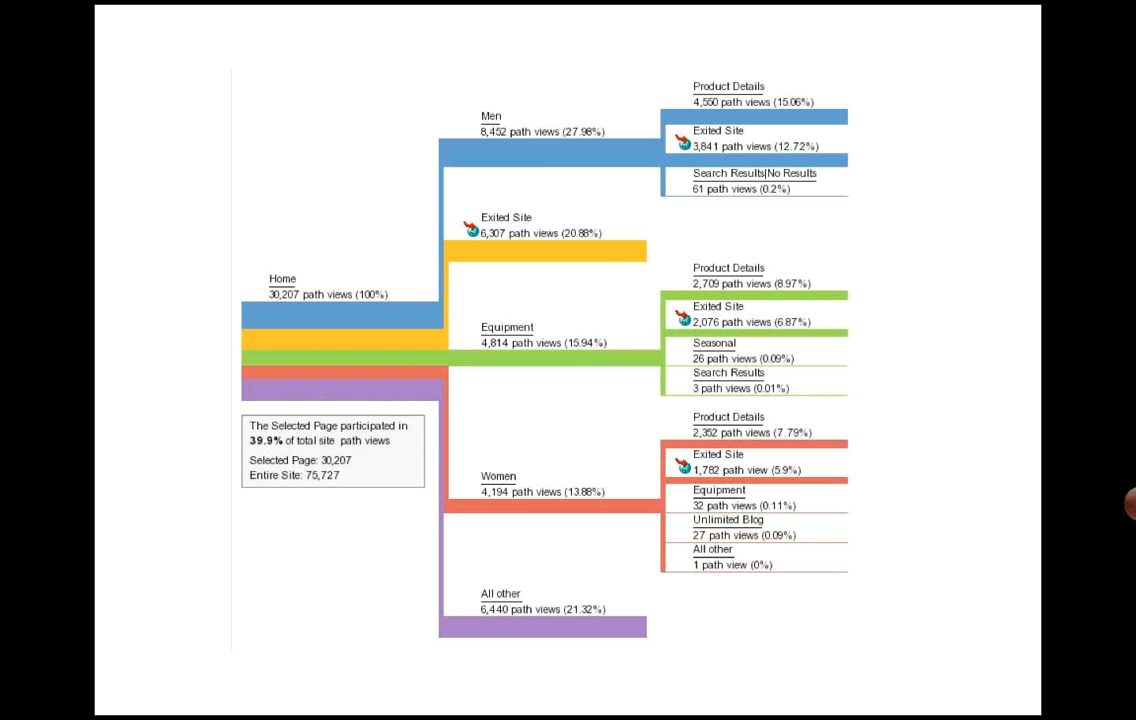 Home
30,207 path views (100%)
Men
8,452 path views (27.98%)
Exited Site
6,307 path views (20.88%)
Equipment
4,814 path views (15.94%)
Women
4,194 path views (13.88%)
All other
6,440 path views (21.32%)
Product Details
4,550 path views (15.06%)
Exited Site
3,841 path views (12.72%)
Search Results|No Results
61 path views (0.2%)
Product Details
2,709 path views (8.97%)
Exited Site
2,076 path views (6.87%)
Seasonal
26 path views (0.09%)
Search Results
3 path views (0.01%)
Product Details
2,352 path views (7.79%)
Exited Site
1,782 path view (5.9%)
Equipment
32 path views (0.11%)
Unlimited Blog
27 path views (0.09%)
All other
1 path view (0%)
The Selected Page participated in
39.9% of total site path views
Selected Page: 30,207
Entire Site: 75,727